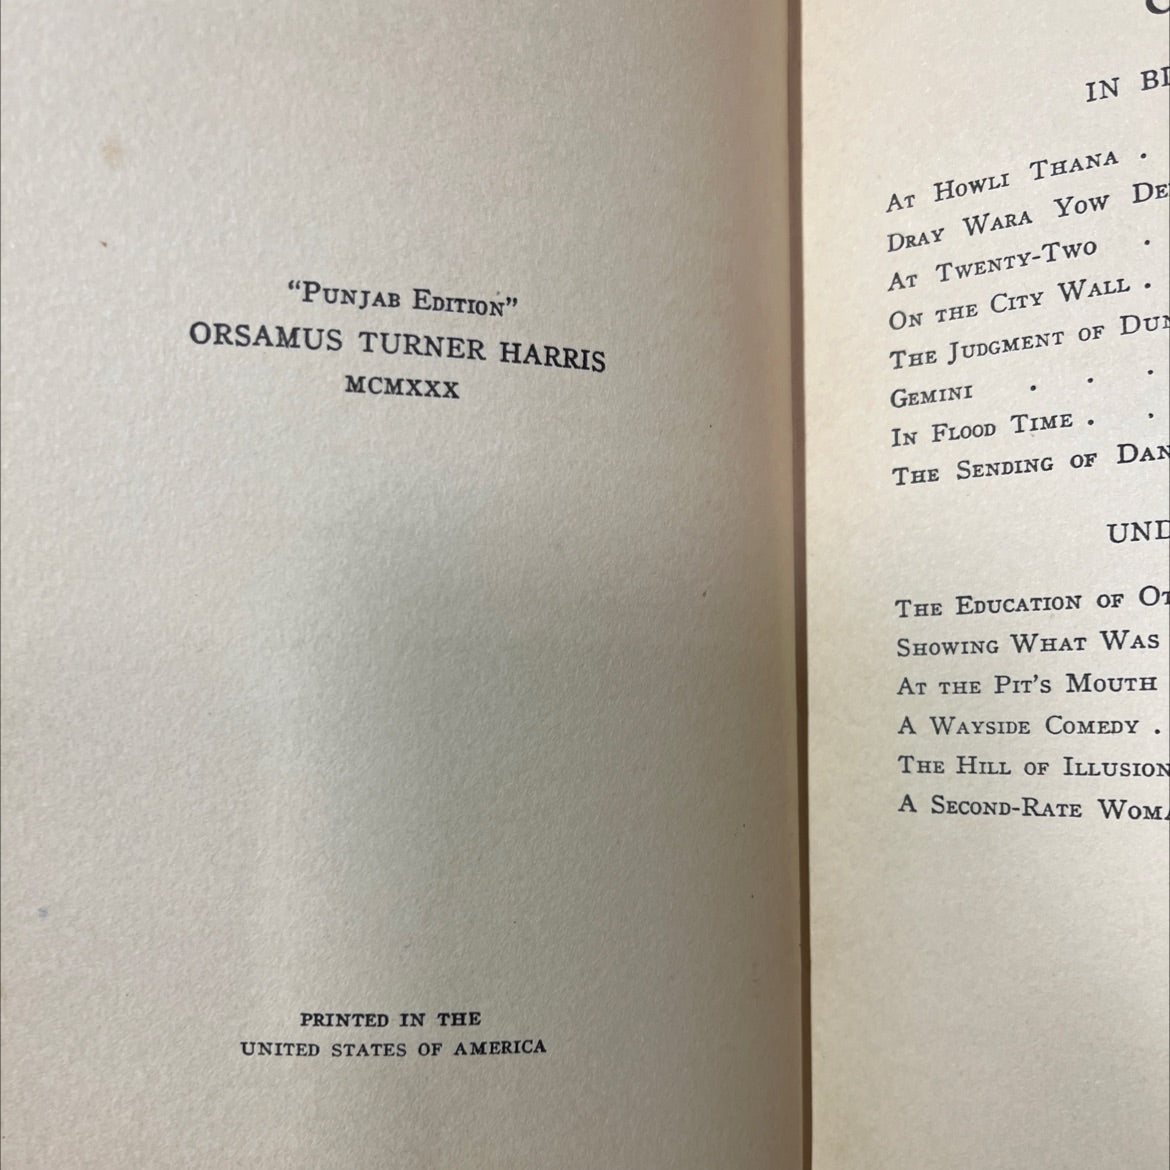 "Punjab Edition"
ORSAMUS TURNER HARRIS
MCMXXX
PRINTED IN THE
UNITED STATES OF AMERICA
IN
At Howli Thana .
Dray Wara Yow
At Twenty-Two .
On the City Wall .
The Judgment of
Gemini . . .
In Flood Time . .
The Sending of
The Education of
Showing What Was
At the Pit's Mouth
A Wayside Comedy .
The Hill of Illusion
A Second-Rate